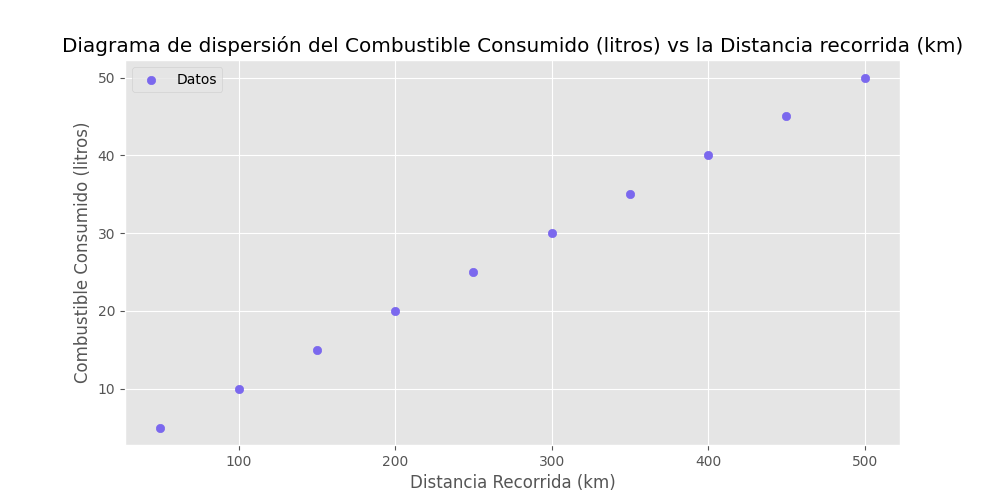 Diagrama de dispersión del Combustible Consumido (litros) vs la Distancia recorrida (km)
Datos
Combustible Consumido (litros)
50
40
30
20
10
100 200 300 400 500
Distancia Recorrida (km)